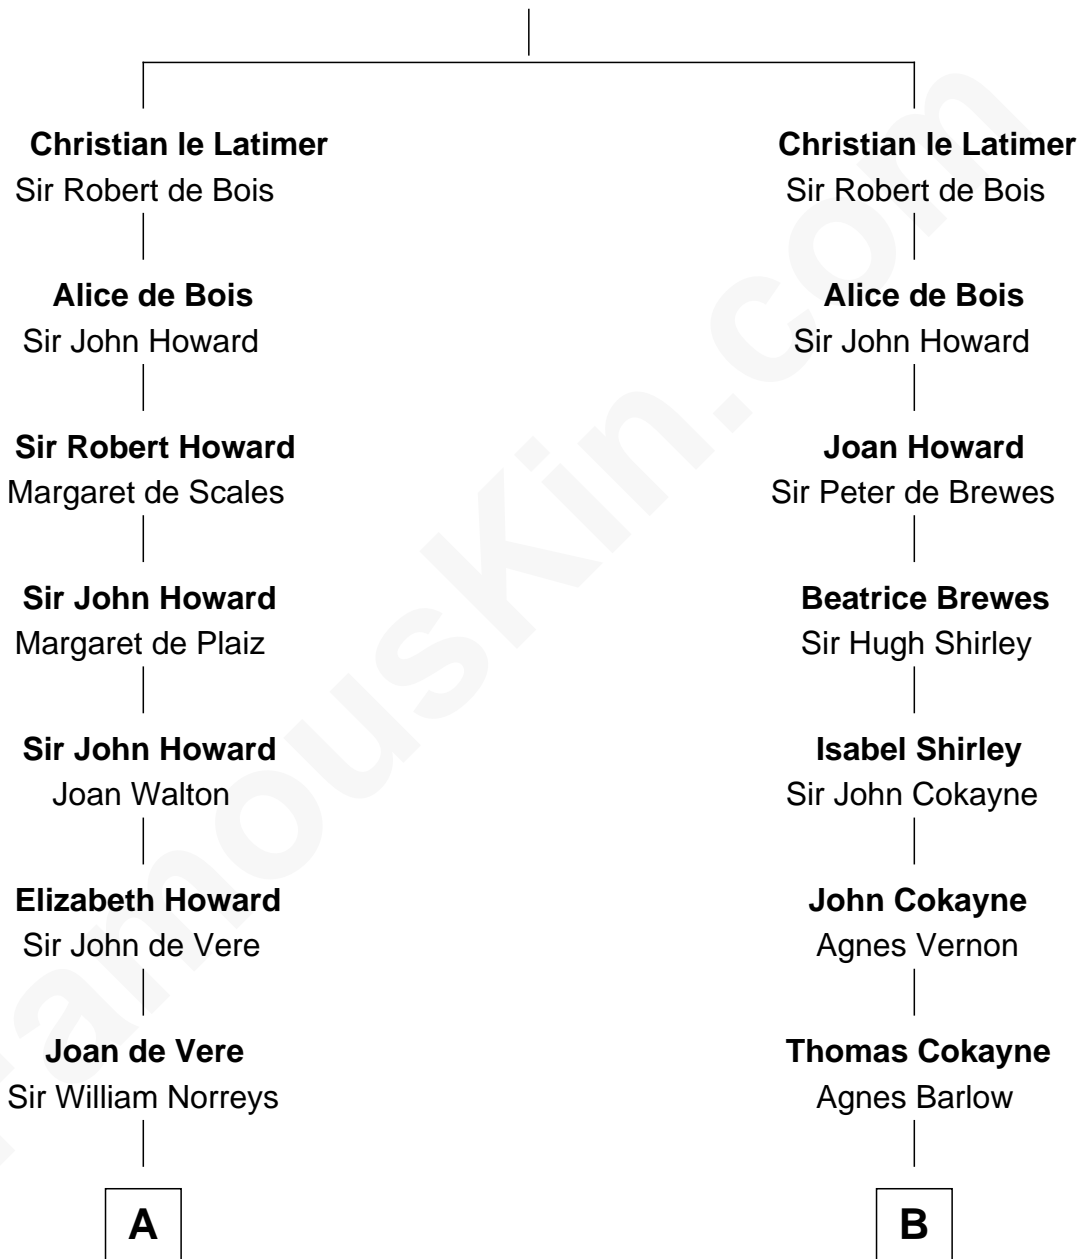 Christian le Latimer
Sir Robert de Bois
Alice de Bois
Sir John Howard
Sir Robert Howard
Margaret de Scales
Sir John Howard
Margaret de Plaiz
Sir John Howard
Joan Walton
Elizabeth Howard
Sir John de Vere
Joan de Vere
Sir William Norreys
A
Christian le Latimer
Sir Robert de Bois
Alice de Bois
Sir John Howard
Joan Howard
Sir Peter de Brewes
Beatrice Brewes
Sir Hugh Shirley
Isabel Shirley
Sir John Cokayne
John Cokayne
Agnes Vernon
Thomas Cokayne
Agnes Barlow
B
FamousKin.com